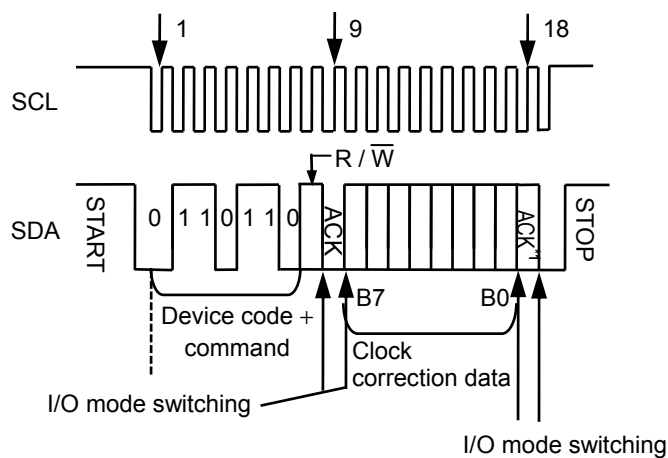 1
9
18
SCL
R / W̅
SDA
START
0 1 1 0 1 1 0
ACK
ACK*1
STOP
B7
B0
Device code +
command
Clock
correction data
I/O mode switching
I/O mode switching